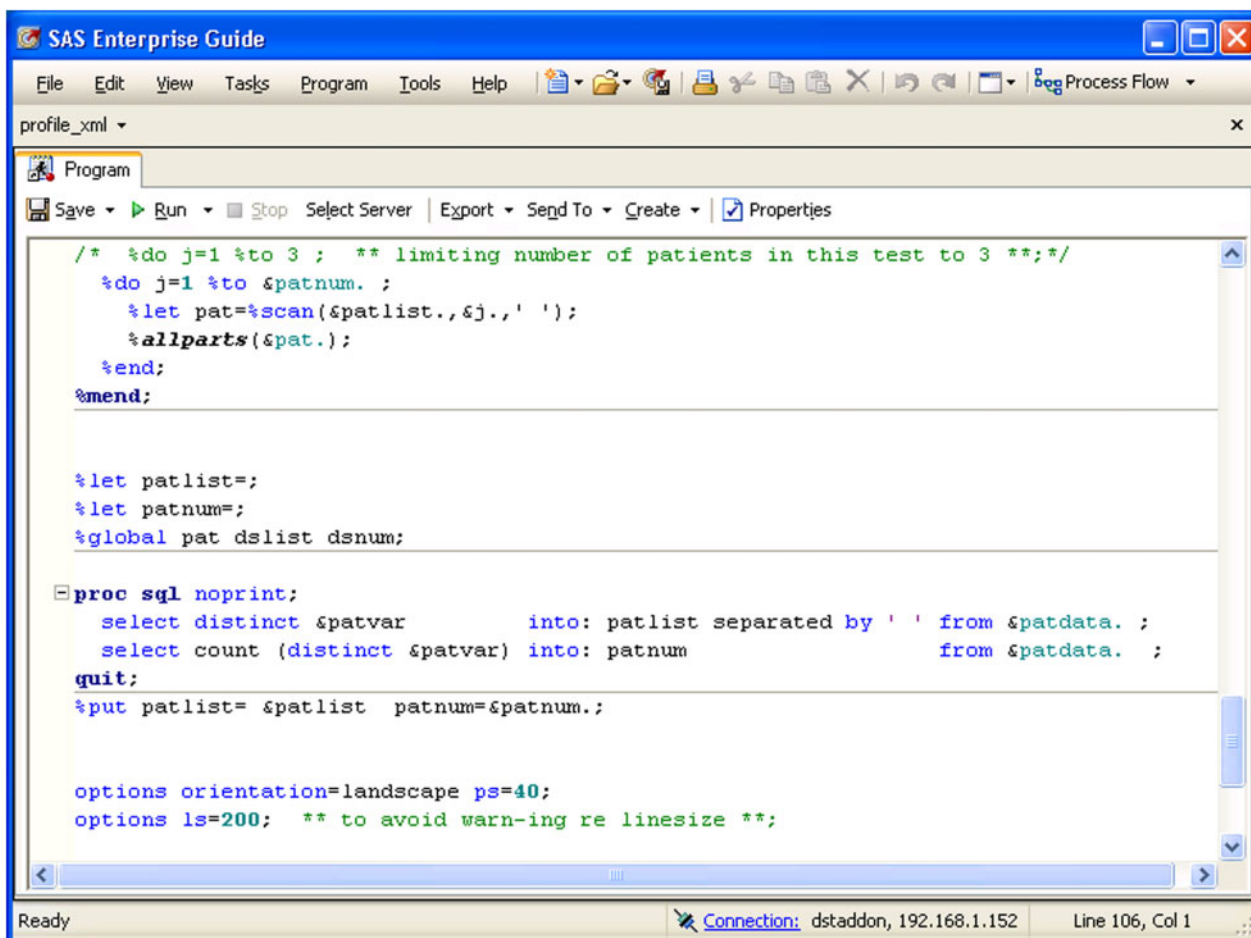 SAS Enterprise Guide
File Edit View Tasks Program Tools Help Process Flow
profile_xml
Program
Save Run Stop Select Server Export Send To Create Properties
/* %do j=1 %to 3 ; ** limiting number of patients in this test to 3 **;*/
%do j=1 %to &patnum. ;
%let pat=%scan(&patlist.,&j.,' ');
%allparts(&pat.);
%end;
%mend;
%let patlist=;
%let patnum=;
%global pat dslist dsnum;
proc sql noprint;
select distinct &patvar into: patlist separated by ' ' from &patdata. ;
select count (distinct &patvar) into: patnum from &patdata. ;
quit;
%put patlist= &patlist patnum=&patnum.;
options orientation=landscape ps=40;
options ls=200; ** to avoid warn-ing re linesize **;
Ready Connection: dstaddon, 192.168.1.152 Line 106, Col 1